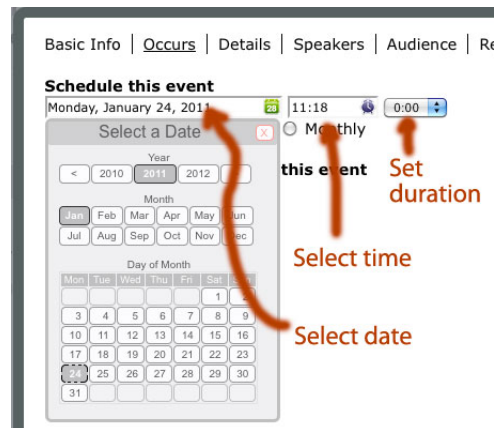 Basic Info | Occurs | Details | Speakers | Audience | Re
Schedule this event
Monday, January 24, 2011 28 11:18 0:00
Select a Date x Monthly
Year
< 2010 2011 2012
this event
Set
duration
Month
Jan Feb Mar Apr May Jun
Jul Aug Sep Oct Nov Dec
Select time
Day of Month
Mon Tue Wed Thu Fri Sat
1 2
3 4 5 6 7 8 9
10 11 12 13 14 15 16
Select date
17 18 19 20 21 22 23
24 25 26 27 28 29 30
31